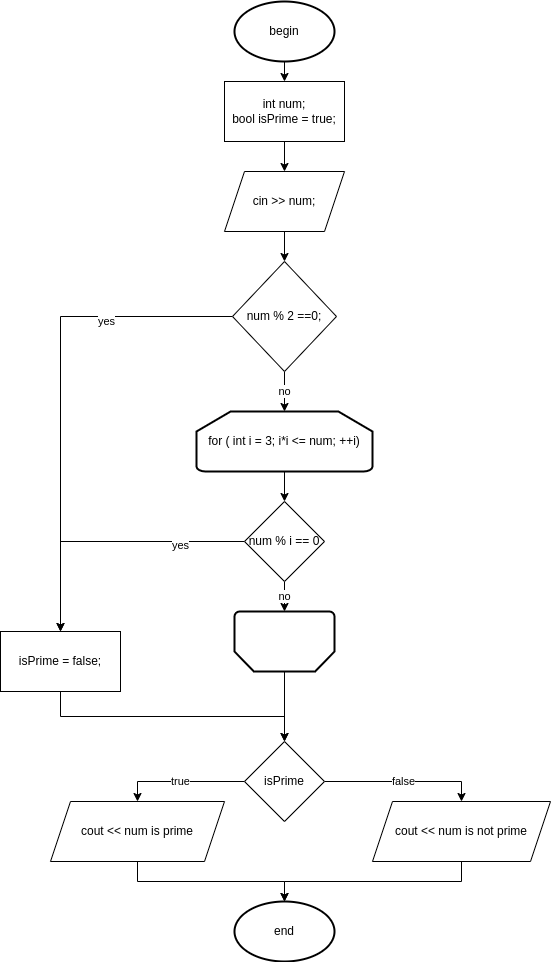 begin
int num;
bool isPrime = true;
cin >> num;
num % 2 ==0;
yes
no
for ( int i = 3; i*i <= num; ++i)
num % i == 0
yes
no
isPrime = false;
isPrime
true
false
cout << num is prime
cout << num is not prime
end